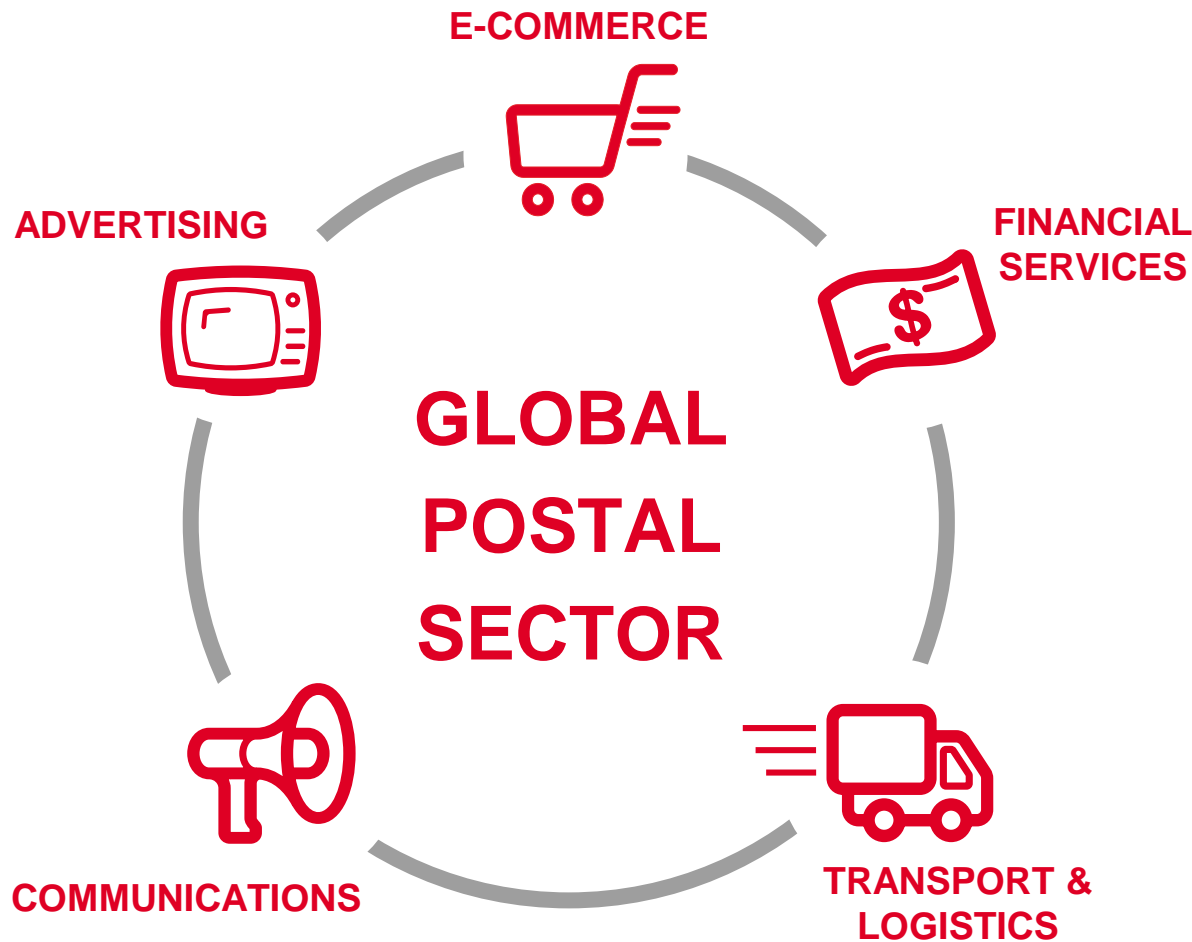 E-COMMERCE
ADVERTISING
FINANCIAL
SERVICES
$
GLOBAL
POSTAL
SECTOR
COMMUNICATIONS
TRANSPORT &
LOGISTICS